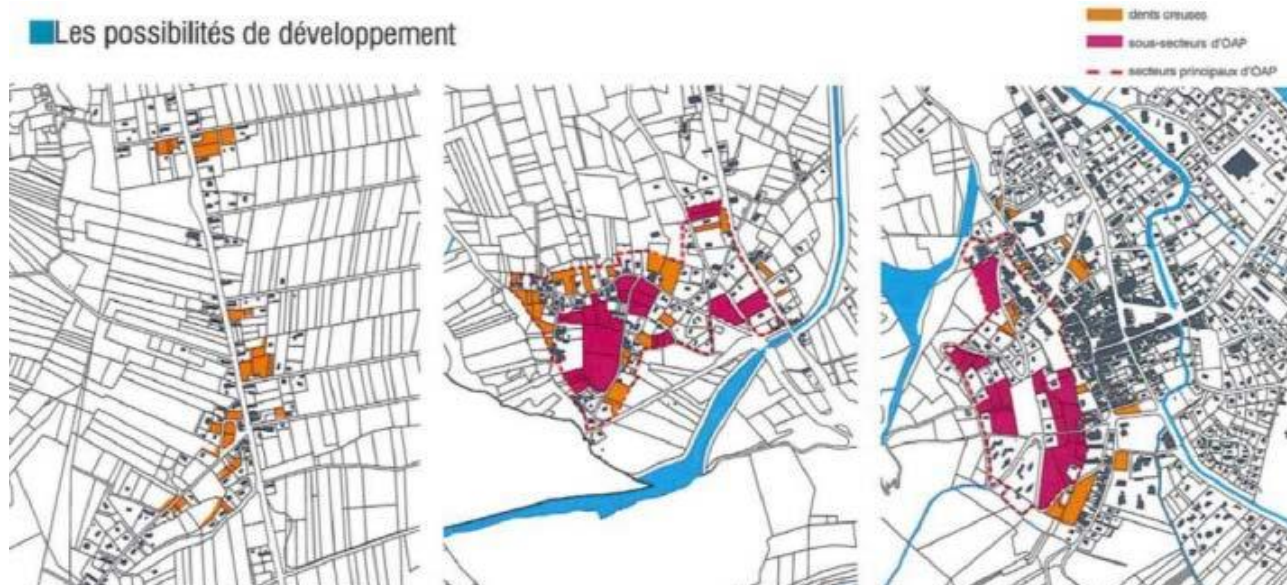 Les possibilités de développement
dents creuses
sous-secteurs d'OAP
secteurs principaux d'OAP